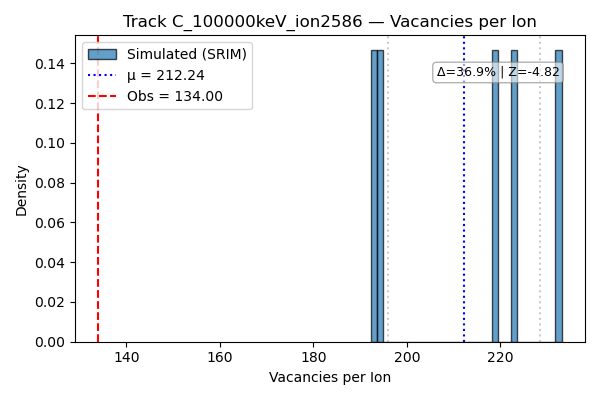 Track C_100000keV_ion2586 — Vacancies per Ion
Simulated (SRIM)
μ = 212.24
Obs = 134.00
Δ=36.9% | Z=-4.82
Density
0.14
0.12
0.10
0.08
0.06
0.04
0.02
0.00
140
160
180
200
220
Vacancies per Ion